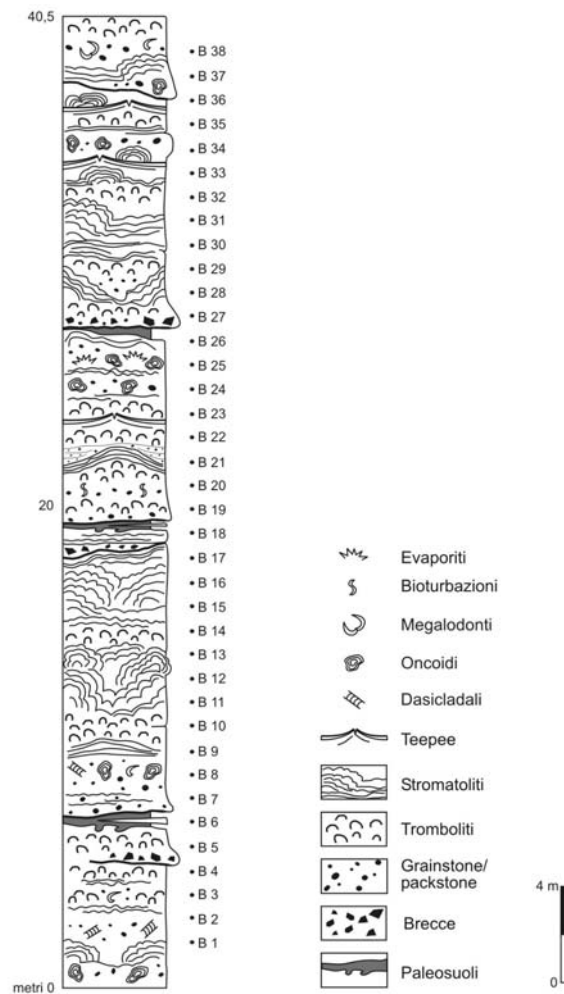 40,5
• B 38
• B 37
• B 36
• B 35
• B 34
• B 33
• B 32
• B 31
• B 30
• B 29
• B 28
• B 27
• B 26
• B 25
• B 24
• B 23
• B 22
• B 21
• B 20
20
• B 19
• B 18
• B 17
• B 16
• B 15
• B 14
• B 13
• B 12
• B 11
• B 10
• B 9
• B 8
• B 7
• B 6
• B 5
• B 4
• B 3
• B 2
• B 1
metri 0
Evaporiti
Bioturbazioni
Megalodonti
Oncoidi
Dasicladali
Teepee
Stromatoliti
Tromboliti
Grainstone/
packstone
Brecce
Paleosuoli
4 m
0